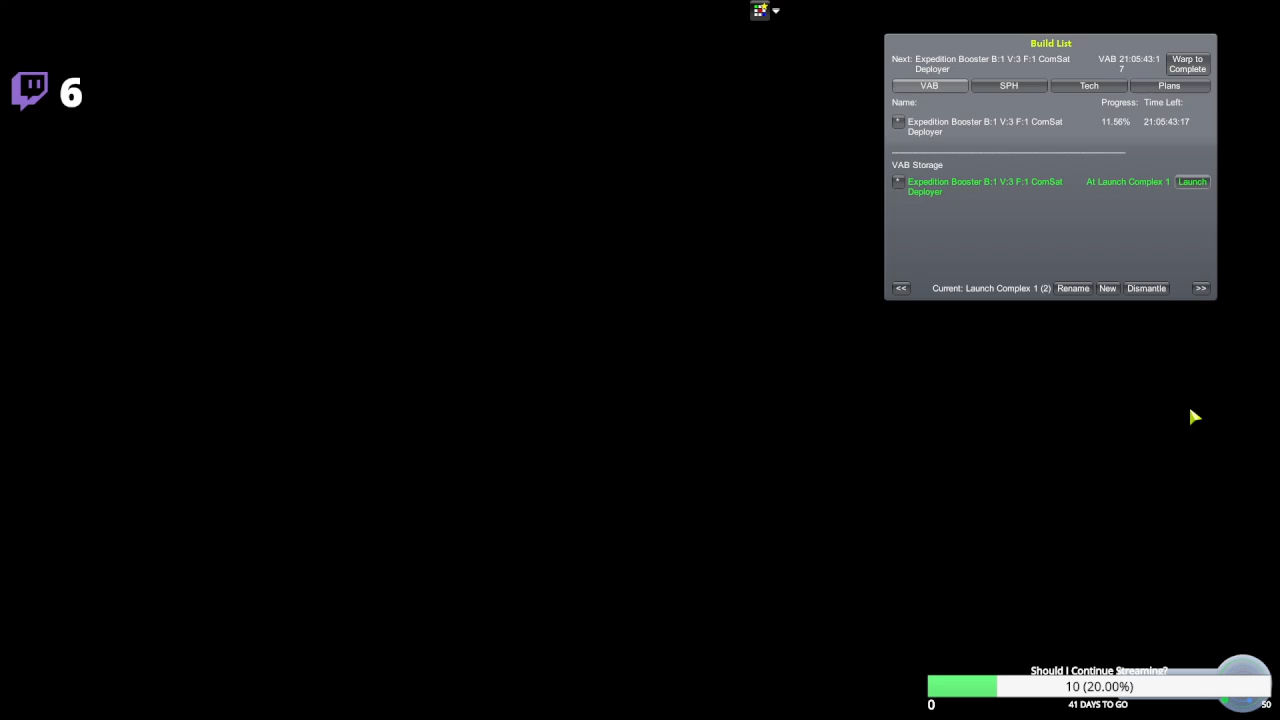 6
Build List
Next: Expedition Booster B:1 V:3 F:1 ComSat Deployer
VAB 21:05:43:17
Warp to Complete
VAB SPH Tech Plans
Name: Progress: Time Left:
* Expedition Booster B:1 V:3 F:1 ComSat Deployer 11.56% 21:05:43:17
VAB Storage
* Expedition Booster B:1 V:3 F:1 ComSat Deployer At Launch Complex 1 Launch
<< Current: Launch Complex 1 (2) Rename New Dismantle >>
Should I Continue Streaming?
10 (20.00%)
0 41 DAYS TO GO 50